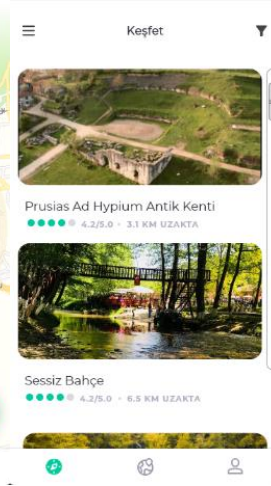 Keşfet
Prusias Ad Hypium Antik Kenti
4.2/5.0 - 3.1 KM UZAKTA
Sessiz Bahçe
4.2/5.0 - 6.5 KM UZAKTA